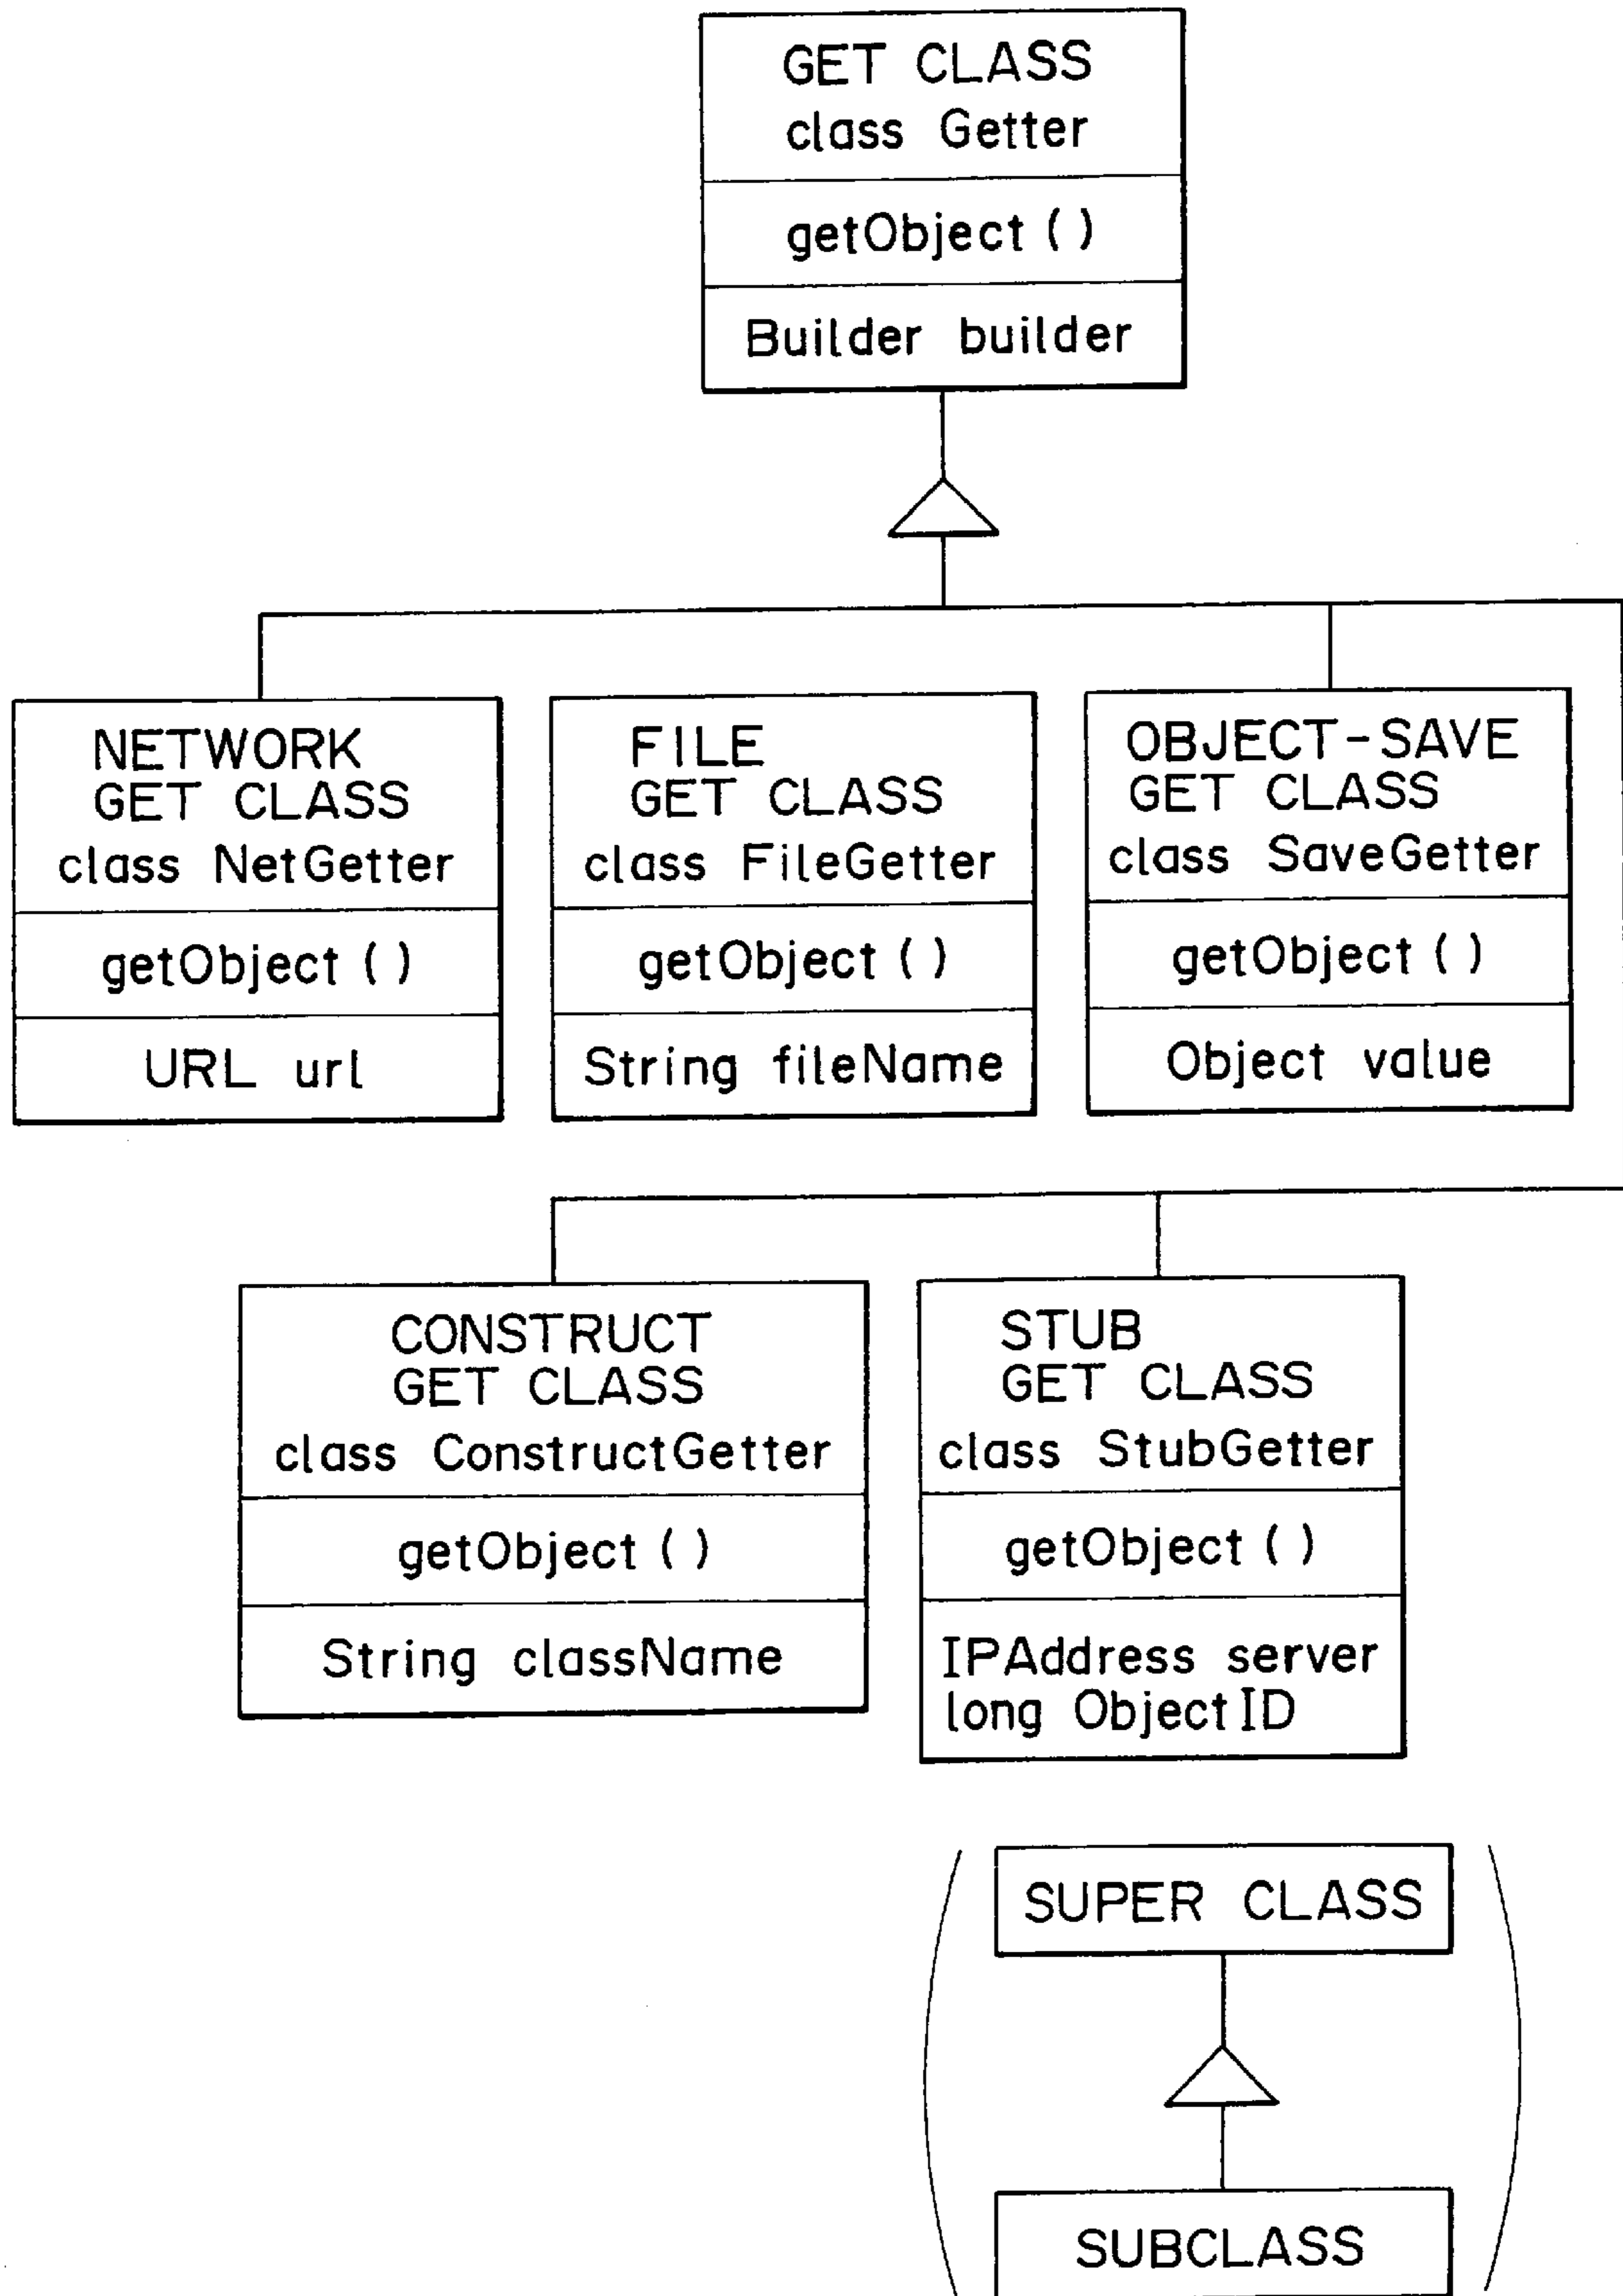 GET CLASS
class Getter
getObject ( )
Builder builder
NETWORK
GET CLASS
class NetGetter
getObject ( )
URL url
FILE
GET CLASS
class FileGetter
getObject ( )
String fileName
OBJECT-SAVE
GET CLASS
class SaveGetter
getObject ( )
Object value
CONSTRUCT
GET CLASS
class ConstructGetter
getObject ( )
String className
STUB
GET CLASS
class StubGetter
getObject ( )
IPAddress server
long ObjectID
SUPER CLASS
SUBCLASS